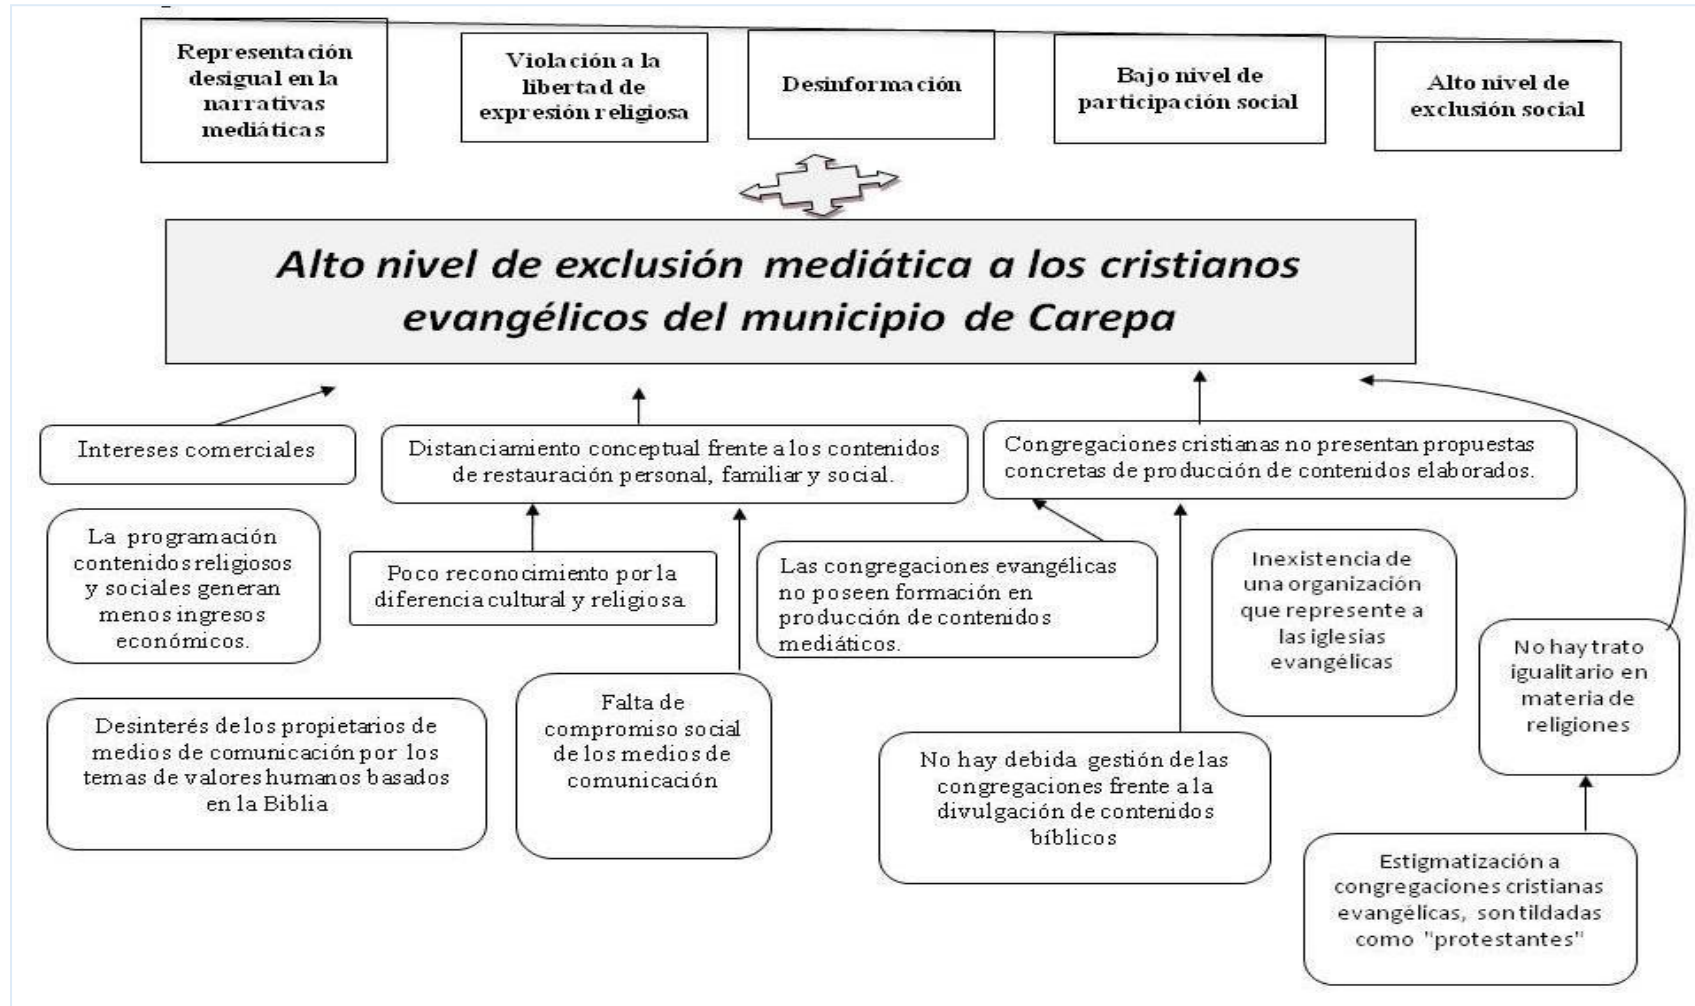 Representación
desigual en la
narrativas
mediáticas
Violación a la
libertad de
expresión religiosa
Desinformación
Bajo nivel de
participación social
Alto nivel de
exclusión social
Alto nivel de exclusión mediática a los cristianos
evangélicos del municipio de Carepa
Intereses comerciales
Distanciamiento conceptual frente a los contenidos
de restauración personal, familiar y social.
Congregaciones cristianas no presentan propuestas
concretas de producción de contenidos elaborados.
La programación
contenidos religiosos
y sociales generan
menos ingresos
económicos.
Poco reconocimiento por la
diferencia cultural y religiosa
Las congregaciones evangélicas
no poseen formación en
producción de contenidos
mediáticos.
Inexistencia de
una organización
que represente a
las iglesias
evangélicas
No hay trato
igualitario en
materia de
religiones
Desinterés de los propietarios de
medios de comunicación por los
temas de valores humanos basados
en la Biblia
Falta de
compromiso social
de los medios de
comunicación
No hay debida gestión de las
congregaciones frente a la
divulgación de contenidos
bíblicos
Estigmatización a
congregaciones cristianas
evangélicas, son tildadas
como "protestantes"